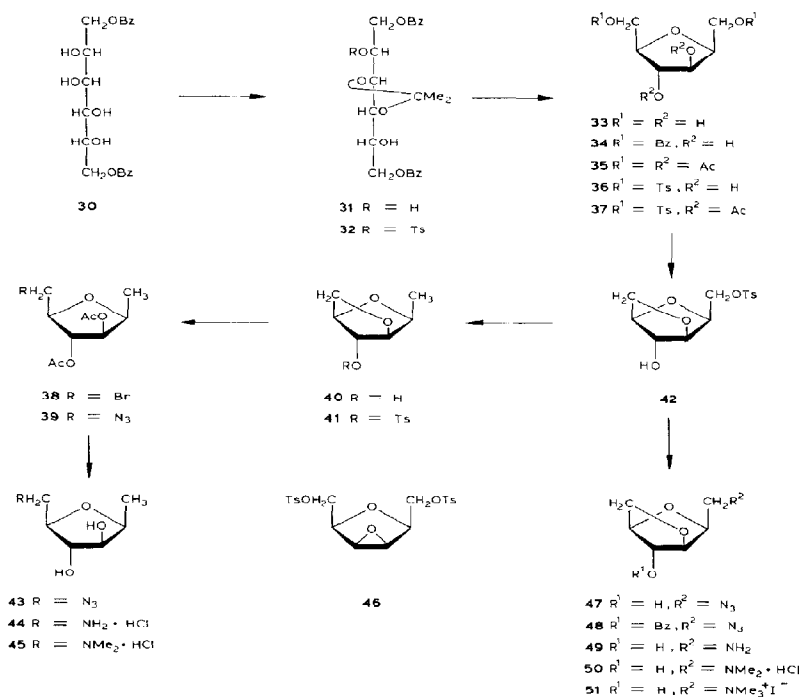 CH₂OBz
HOCH
HOCH
HCOH
HCOH
CH₂OBz
30
CH₂OBz
ROCH
OCH
CMe₂
HCO
HCOH
CH₂OBz
31 R = H
32 R = Ts
R¹OH₂C
O
CH₂OR¹
R²O
R²O
33 R¹ = R² = H
34 R¹ = Bz, R² = H
35 R¹ = R² = Ac
36 R¹ = Ts, R² = H
37 R¹ = Ts, R² = Ac
RH₂C
O
CH₃
AcO
AcO
38 R = Br
39 R = N₃
H₂C
O
CH₃
O
RO
40 R = H
41 R = Ts
H₂C
O
CH₂OTs
O
HO
42
RH₂C
O
CH₃
HO
HO
43 R = N₃
44 R = NH₂ · HCl
45 R = NMe₂ · HCl
TsOH₂C
O
CH₂OTs
O
46
H₂C
O
CH₂R²
O
R¹O
47 R¹ = H, R² = N₃
48 R¹ = Bz, R² = N₃
49 R¹ = H, R² = NH₂
50 R¹ = H, R² = NMe₂ · HCl
51 R¹ = H, R² = NMe₃⁺I⁻